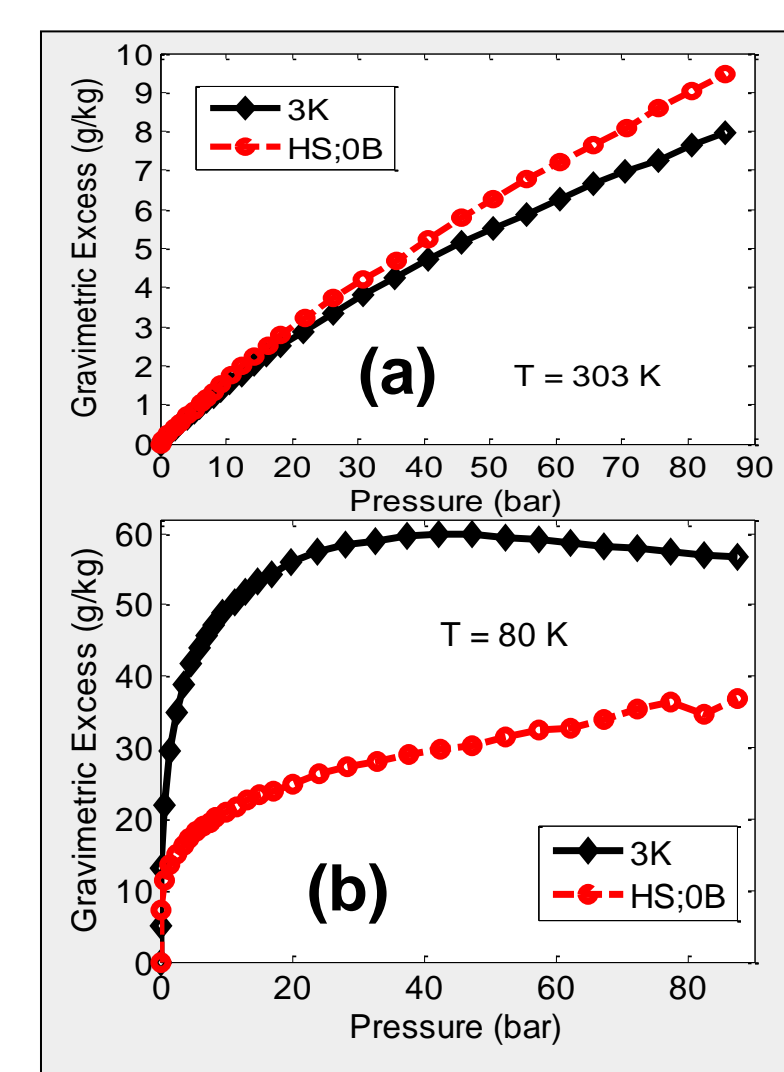 10
9
8
7
6
5
4
3
2
1
0
Gravimetric Excess (g/kg)
3K
HS;0B
(a)
T = 303 K
0 10 20 30 40 50 60 70 80 90
Pressure (bar)
60
50
40
30
20
10
0
Gravimetric Excess (g/kg)
T = 80 K
3K
HS;0B
(b)
0 20 40 60 80
Pressure (bar)